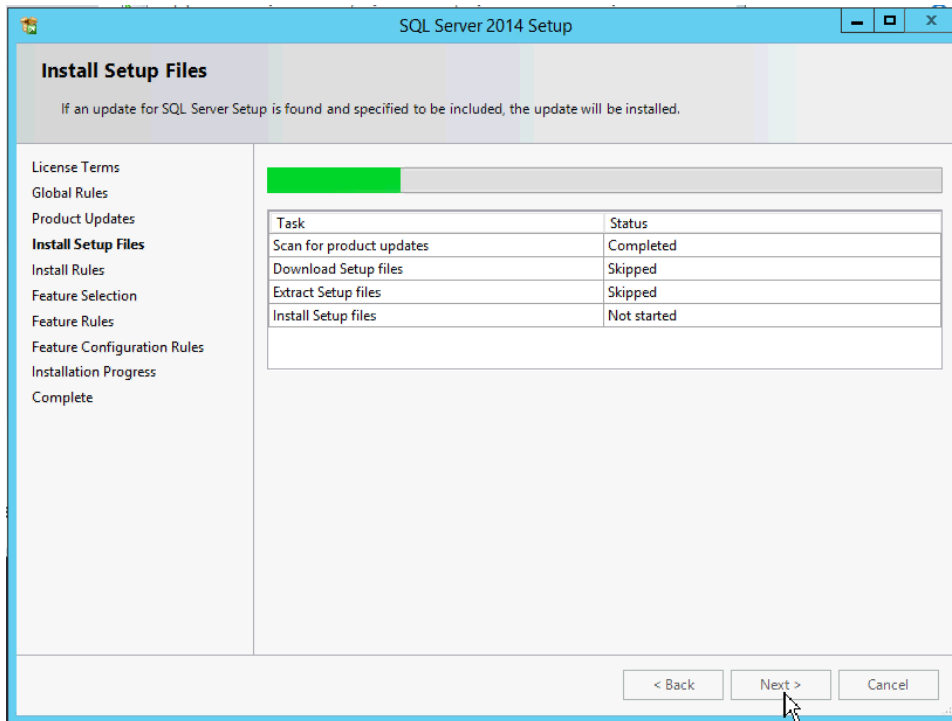 SQL Server 2014 Setup
Install Setup Files
If an update for SQL Server Setup is found and specified to be included, the update will be installed.
License Terms
Global Rules
Product Updates
Install Setup Files
Install Rules
Feature Selection
Feature Rules
Feature Configuration Rules
Installation Progress
Complete
Task Status
Scan for product updates Completed
Download Setup files Skipped
Extract Setup files Skipped
Install Setup files Not started
< Back Next > Cancel